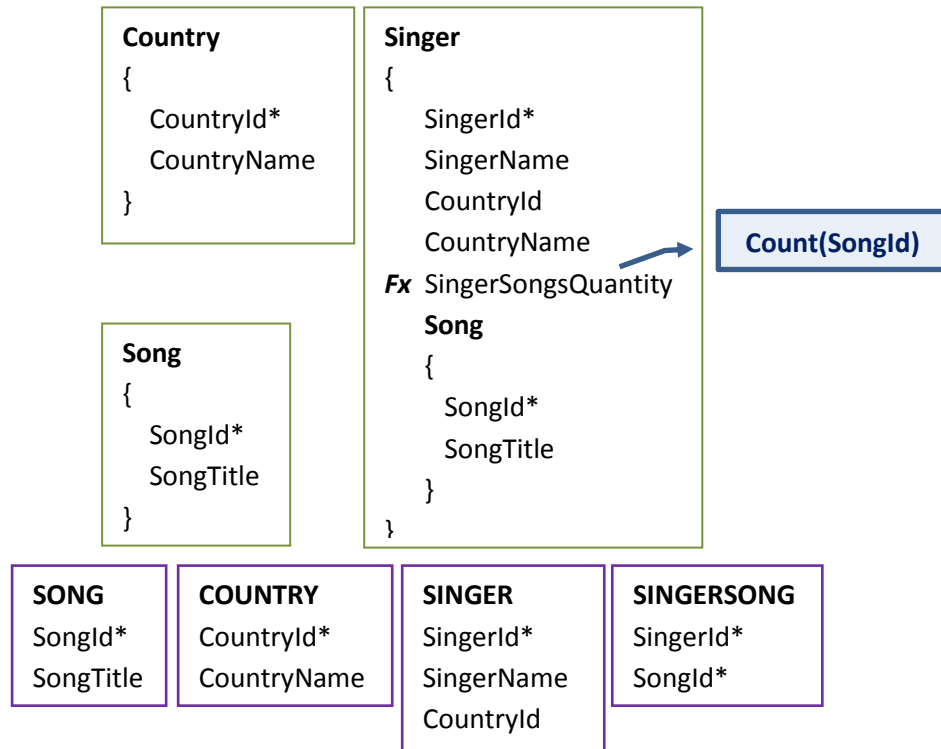 Country
{
CountryId*
CountryName
}
Singer
{
SingerId*
SingerName
CountryId
CountryName
Fx SingerSongsQuantity
Song
{
SongId*
SongTitle
}
}
Count(SongId)
Song
{
SongId*
SongTitle
}
SONG
SongId*
SongTitle
COUNTRY
CountryId*
CountryName
SINGER
SingerId*
SingerName
CountryId
SINGERSONG
SingerId*
SongId*